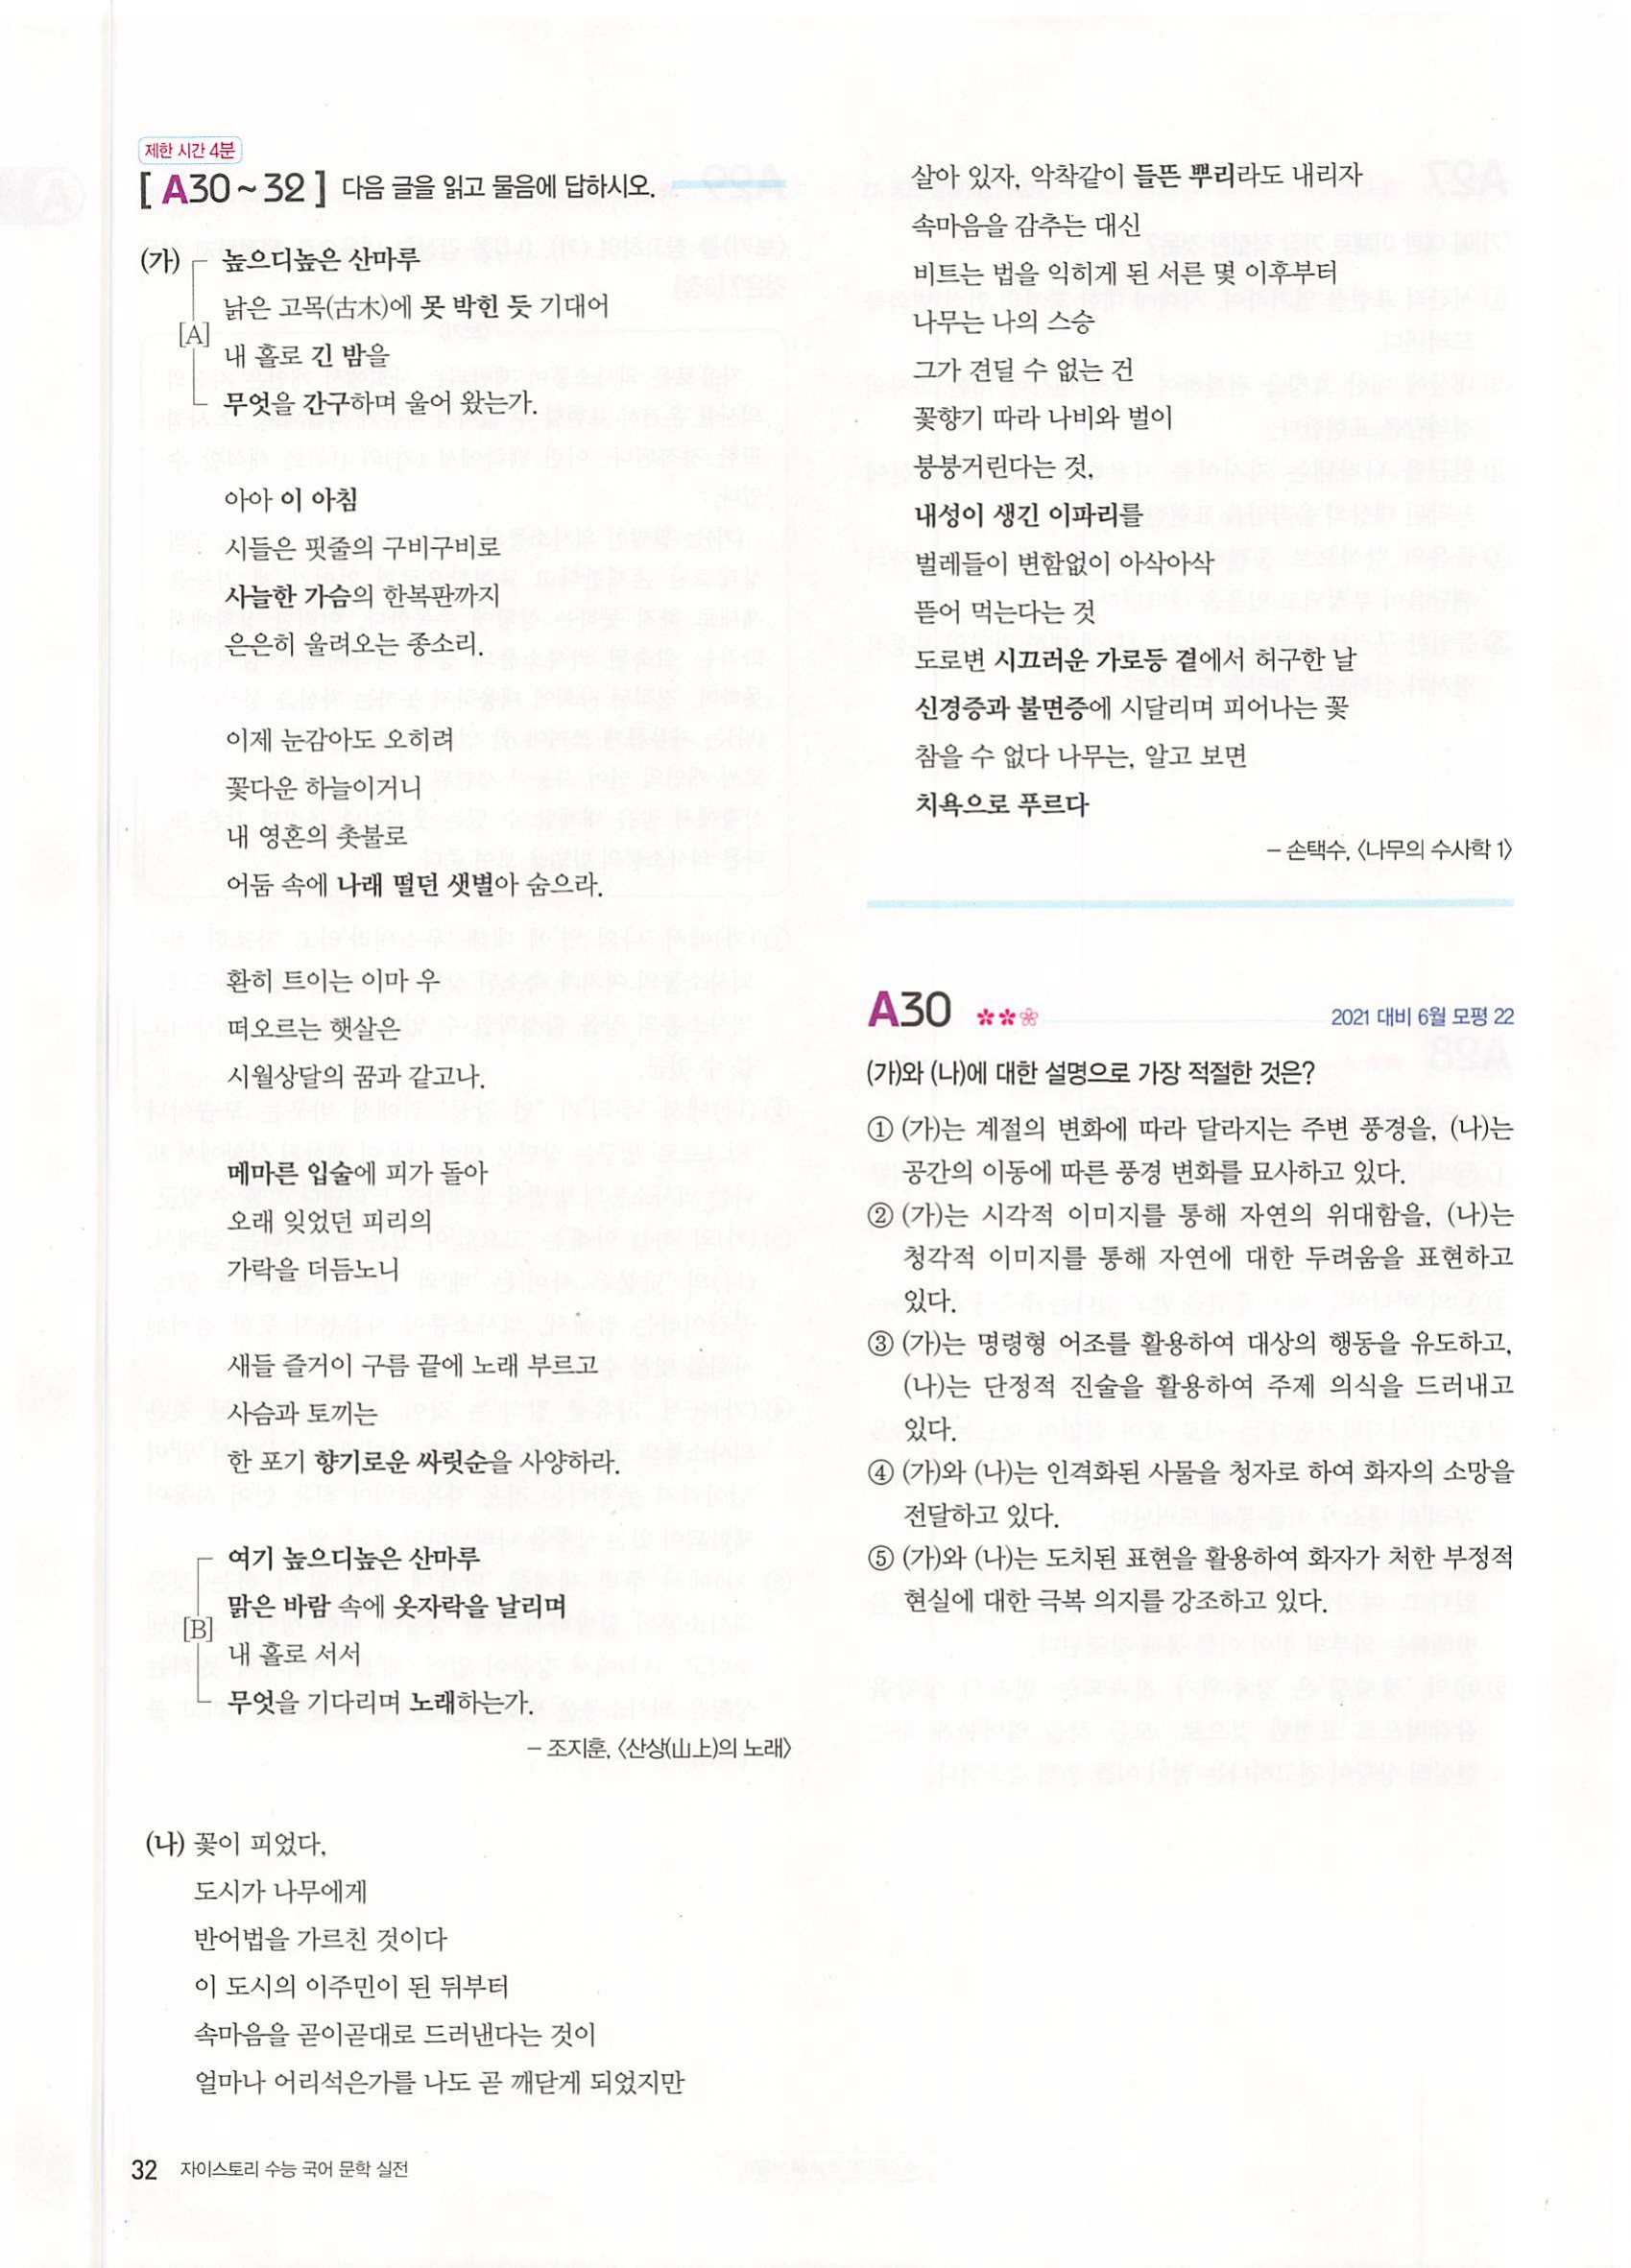 제한 시간 4분
[ A30 ~ 32 ] 다음 글을 읽고 물음에 답하시오.
(가) 높으디높은 산마루
낡은 고목(古木)에 못 박힌 듯 기대어
[A]
내 홀로 긴 밤을
무엇을 간구하며 울어 왔는가.
아아 이 아침
시들은 핏줄의 구비구비로
사늘한 가슴의 한복판까지
은은히 울려오는 종소리.
이제 눈감아도 오히려
꽃다운 하늘이거니
내 영혼의 촛불로
어둠 속에 나래 떨던 샛별아 숨으라.
환히 트이는 이마 우
떠오르는 햇살은
시월상달의 꿈과 같고나.
메마른 입술에 피가 돌아
오래 잊었던 피리의
가락을 더듬노니
새들 즐거이 구름 끝에 노래 부르고
사슴과 토끼는
한 포기 향기로운 싸릿순을 사양하라.
여기 높으디높은 산마루
맑은 바람 속에 옷자락을 날리며
[B]
내 홀로 서서
무엇을 기다리며 노래하는가.
– 조지훈, 〈산상(山上)의 노래〉
(나) 꽃이 피었다,
도시가 나무에게
반어법을 가르친 것이다
이 도시의 이주민이 된 뒤부터
속마음을 곧이곧대로 드러낸다는 것이
얼마나 어리석은가를 나도 곧 깨닫게 되었지만
살아 있자, 악착같이 들뜬 뿌리라도 내리자
속마음을 감추는 대신
비트는 법을 익히게 된 서른 몇 이후부터
나무는 나의 스승
그가 견딜 수 없는 건
꽃향기 따라 나비와 벌이
붕붕거린다는 것,
내성이 생긴 이파리를
벌레들이 변함없이 아삭아삭
뜯어 먹는다는 것
도로변 시끄러운 가로등 곁에서 허구한 날
신경증과 불면증에 시달리며 피어나는 꽃
참을 수 없다 나무는, 알고 보면
치욕으로 푸르다
– 손택수, 〈나무의 수사학 1〉
A30
2021 대비 6월 모평 22
(가)와 (나)에 대한 설명으로 가장 적절한 것은?
① (가)는 계절의 변화에 따라 달라지는 주변 풍경을, (나)는
공간의 이동에 따른 풍경 변화를 묘사하고 있다.
② (가)는 시각적 이미지를 통해 자연의 위대함을, (나)는
청각적 이미지를 통해 자연에 대한 두려움을 표현하고
있다.
③ (가)는 명령형 어조를 활용하여 대상의 행동을 유도하고,
(나)는 단정적 진술을 활용하여 주제 의식을 드러내고
있다.
④ (가)와 (나)는 인격화된 사물을 청자로 하여 화자의 소망을
전달하고 있다.
⑤ (가)와 (나)는 도치된 표현을 활용하여 화자가 처한 부정적
현실에 대한 극복 의지를 강조하고 있다.
32 자이스토리 수능 국어 문학 실전